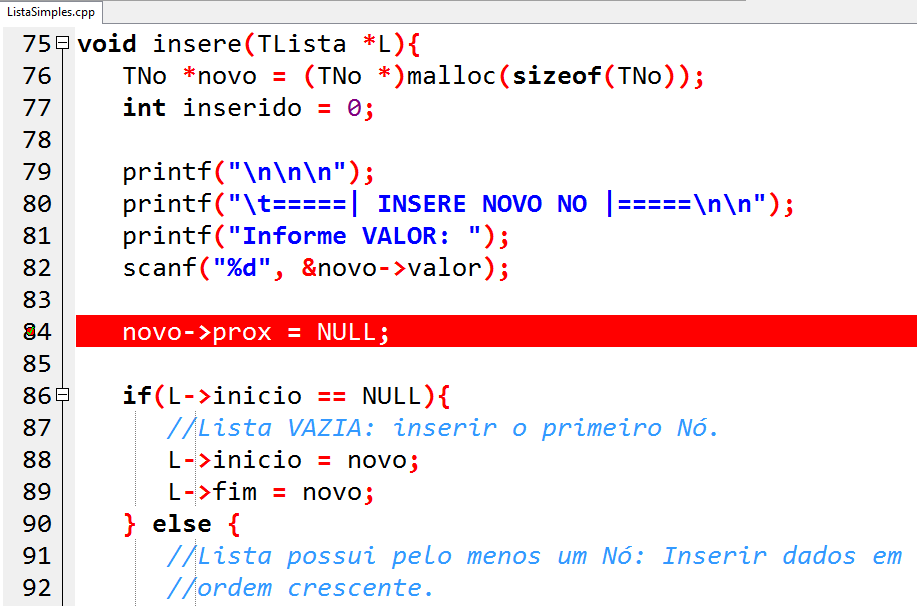 ListaSimples.cpp
75 void insere(TLista *L){
76 TNo *novo = (TNo *)malloc(sizeof(TNo));
77 int inserido = 0;
78
79 printf("\n\n\n");
80 printf("\t=====| INSERE NOVO NO |=====\n\n");
81 printf("Informe VALOR: ");
82 scanf("%d", &novo->valor);
83
84 novo->prox = NULL;
85
86 if(L->inicio == NULL){
87 //Lista VAZIA: inserir o primeiro Nó.
88 L->inicio = novo;
89 L->fim = novo;
90 } else {
91 //Lista possui pelo menos um Nó: Inserir dados em
92 //ordem crescente.